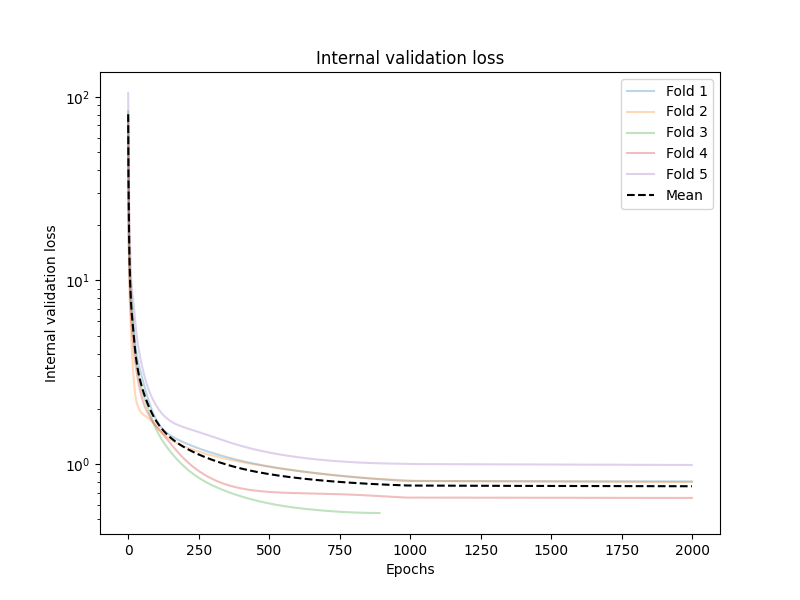 Internal validation loss
Fold 1
Fold 2
Fold 3
Fold 4
Fold 5
Mean
Internal validation loss
10²
10¹
10⁰
0 250 500 750 1000 1250 1500 1750 2000
Epochs